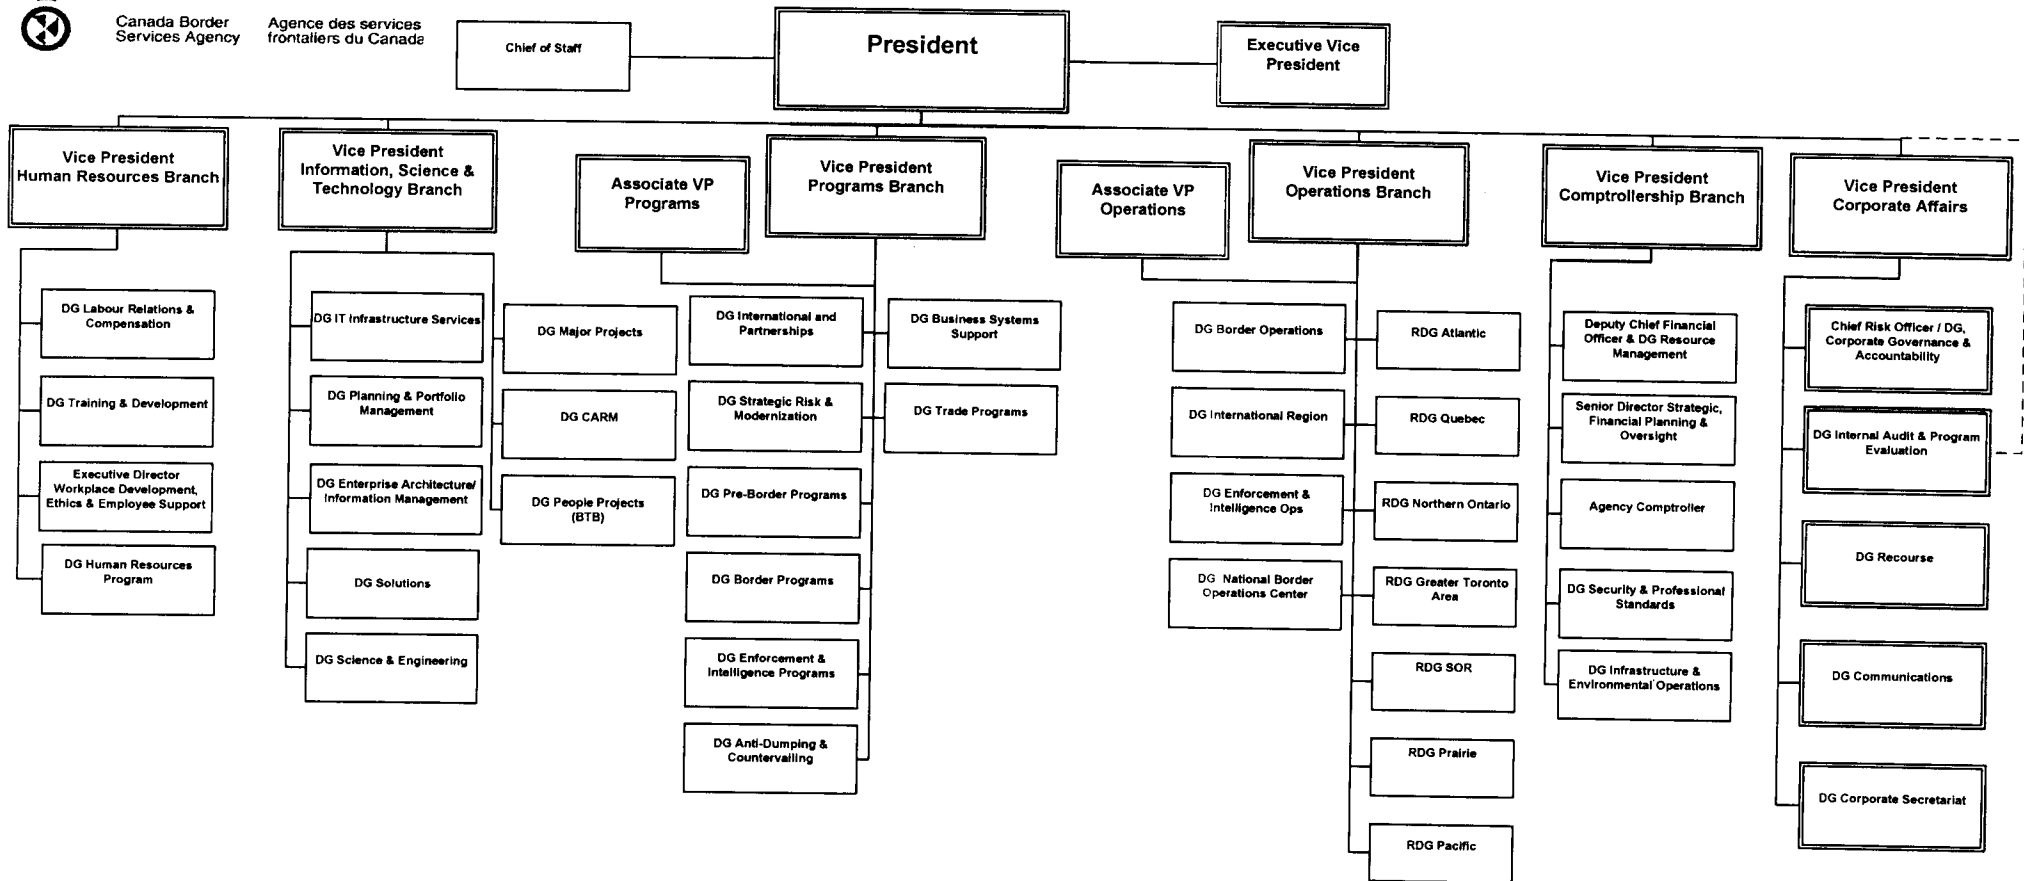 Canada Border
Services Agency
Agence des services
frontaliers du Canada
Chief of Staff
President
Executive Vice
President
Vice President
Human Resources Branch
Vice President
Information, Science &
Technology Branch
Associate VP
Programs
Vice President
Programs Branch
Associate VP
Operations
Vice President
Operations Branch
Vice President
Comptrollership Branch
Vice President
Corporate Affairs
DG Labour Relations &
Compensation
DG Training & Development
Executive Director
Workplace Development,
Ethics & Employee Support
DG Human Resources
Program
DG IT Infrastructure Services
DG Planning & Portfolio
Management
DG Enterprise Architecture/
Information Management
DG Solutions
DG Science & Engineering
DG Major Projects
DG CARM
DG People Projects
(BTB)
DG International and
Partnerships
DG Strategic Risk &
Modernization
DG Pre-Border Programs
DG Border Programs
DG Enforcement &
Intelligence Programs
DG Anti-Dumping &
Countervailing
DG Business Systems
Support
DG Trade Programs
DG Border Operations
DG International Region
DG Enforcement &
Intelligence Ops
DG National Border
Operations Center
RDG Atlantic
RDG Quebec
RDG Northern Ontario
RDG Greater Toronto
Area
RDG SOR
RDG Prairie
RDG Pacific
Deputy Chief Financial
Officer & DG Resource
Management
Senior Director Strategic,
Financial Planning &
Oversight
Agency Comptroller
DG Security & Professional
Standards
DG Infrastructure &
Environmental Operations
Chief Risk Officer / DG,
Corporate Governance &
Accountability
DG Internal Audit & Program
Evaluation
DG Recourse
DG Communications
DG Corporate Secretariat